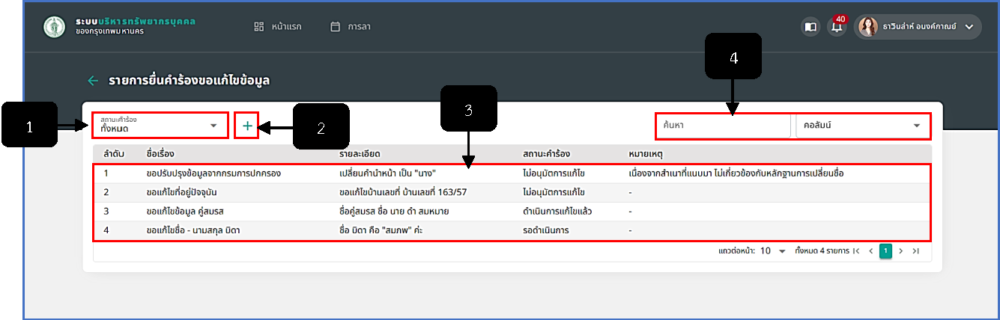 ระบบบริหารทรัพยากรบุคคล
ของกรุงเทพมหานคร
หน้าแรก
การลา
40
ธาวินล่าห์ อนงค์กาณย์
4
รายการยื่นคำร้องขอแก้ไขข้อมูล
1
สถานะคำร้อง
ทั้งหมด
+
2
3
ค้นหา
คอลัมน์
ลำดับ ชื่อเรื่อง รายละเอียด สถานะคำร้อง หมายเหตุ
1 ขอปรับปรุงข้อมูลจากกรมการปกครอง เปลี่ยนคำนำหน้า เป็น "นาง" ไม่อนุมัติการแก้ไข เนื่องจากสำเนาที่แนบมา ไม่เกี่ยวข้องกับหลักฐานการเปลี่ยชื่อ
2 ขอแก้ไขที่อยู่ปัจจุบัน ขอแก้ไขบ้านเลขที่ บ้านเลขที่ 163/57 ไม่อนุมัติการแก้ไข -
3 ขอแก้ไขข้อมูล คู่สมรส ชื่อคู่สมรส ชื่อ นาย ดำ สมหมาย ดำเนินการแก้ไขแล้ว -
4 ขอแก้ไขชื่อ - นามสกุล บิดา ชื่อ บิดา คือ "สมภพ" ค่ะ รอดำเนินการ -
แถวต่อหน้า: 10 ทั้งหมด 4 รายการ |< < 1 > >|